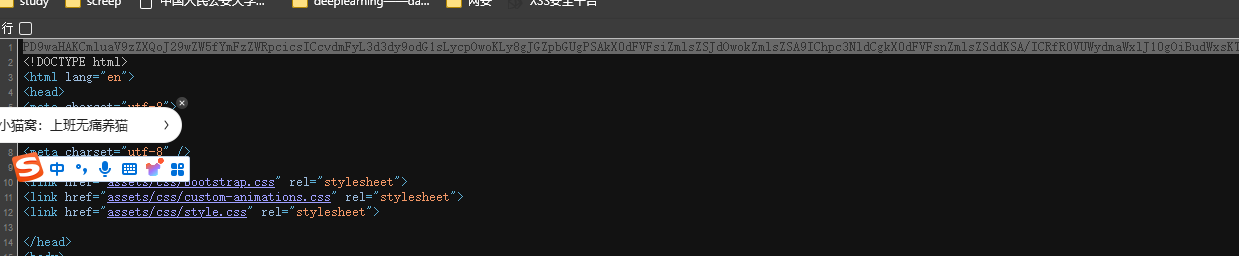 study screep 中国人民公安大学... deeplearning——da... 网安 XSS安全平台
行
1
2 <!DOCTYPE html>
3 <html lang="en">
4 <head>
<meta charset="utf-8">
小猫窝：上班无痛养猫
8 <meta charset="utf-8" />
中
10 <link href="assets/css/bootstrap.css" rel="stylesheet">
11 <link href="assets/css/custom-animations.css" rel="stylesheet">
12 <link href="assets/css/style.css" rel="stylesheet">
13
14 </head>
<body>